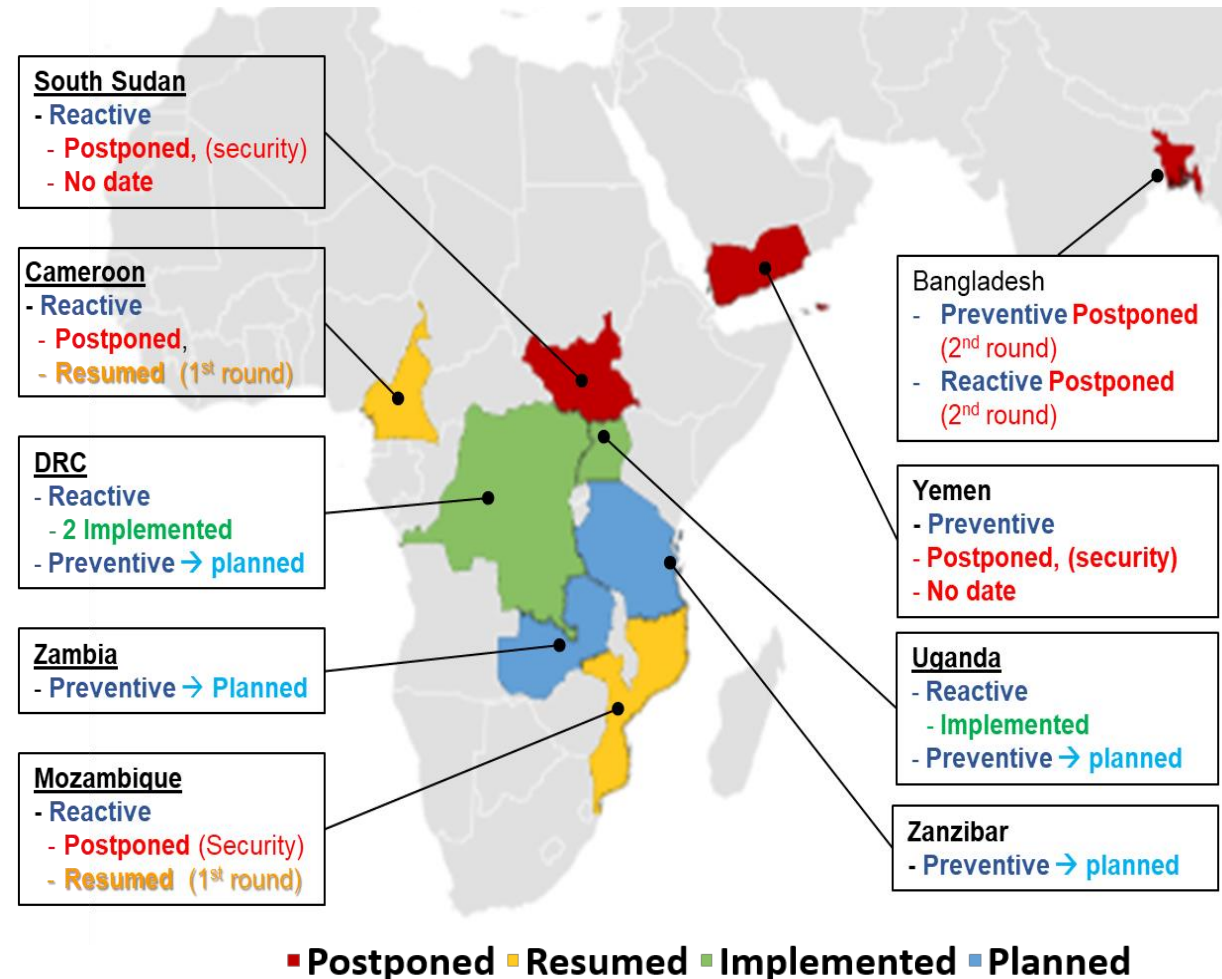 South Sudan
- Reactive
- Postponed, (security)
- No date
Cameroon
- Reactive
- Postponed,
- Resumed (1st round)
DRC
- Reactive
- 2 Implemented
- Preventive → planned
Zambia
- Preventive → Planned
Mozambique
- Reactive
- Postponed (Security)
- Resumed (1st round)
Bangladesh
- Preventive Postponed
(2nd round)
- Reactive Postponed
(2nd round)
Yemen
- Preventive
- Postponed, (security)
- No date
Uganda
- Reactive
- Implemented
- Preventive → planned
Zanzibar
- Preventive → planned
Postponed Resumed Implemented Planned